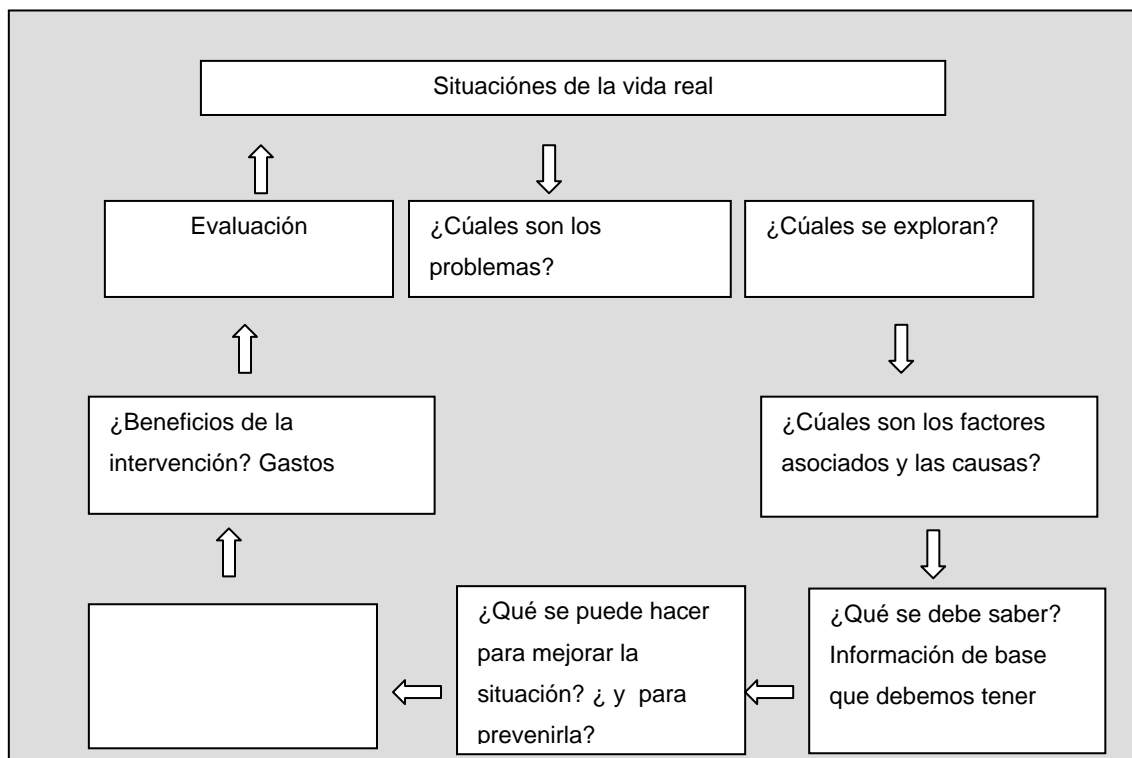 Situaciónes de la vida real
Evaluación
¿Cúales son los
problemas?
¿Cúales se exploran?
¿Beneficios de la
intervención? Gastos
¿Cúales son los factores
asociados y las causas?
¿Qué se puede hacer
para mejorar la
situación? ¿ y para
prevenirla?
¿Qué se debe saber?
Información de base
que debemos tener